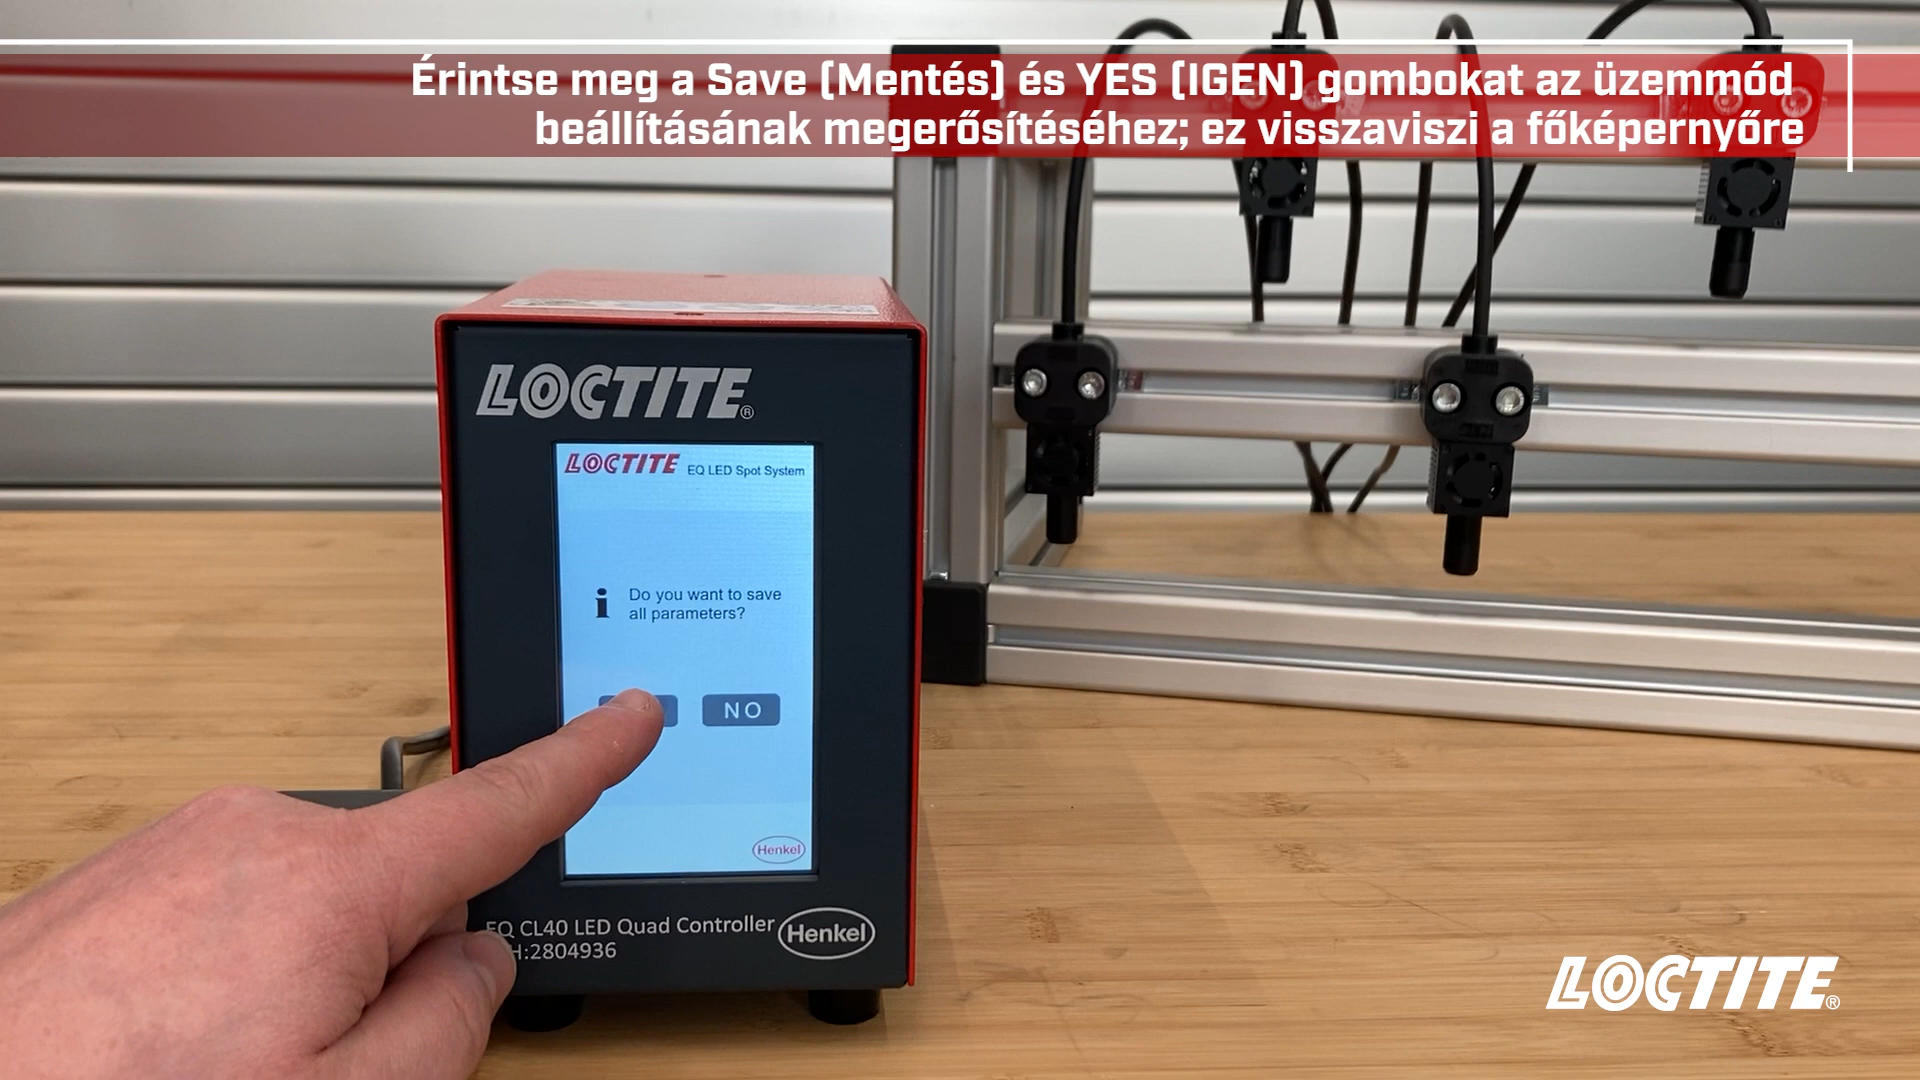 Érintse meg a Save (Mentés) és YES (IGEN) gombokat az üzemmód
beállításának megerősítéséhez; ez visszaviszi a főképernyőre
LOCTITE®
LOCTITE EQ LED Spot System
i Do you want to save
all parameters?
NO
Henkel
EQ CL40 LED Quad Controller
H:2804936
Henkel
LOCTITE®